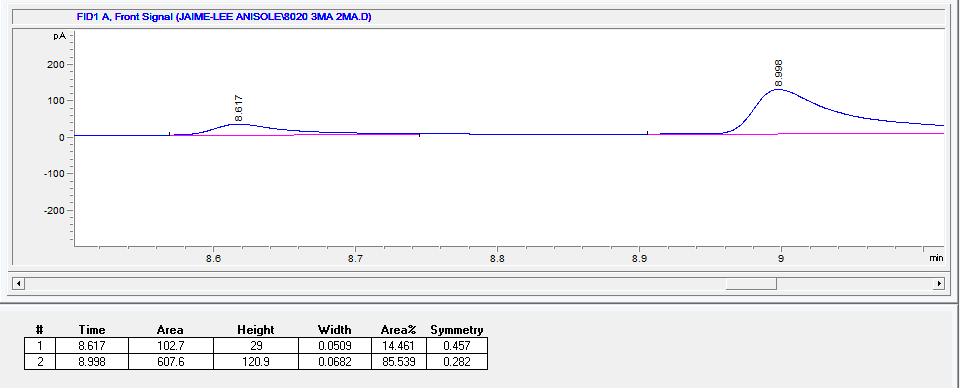 FID1 A, Front Signal (JAIME-LEE ANISOLE\8020 3MA 2MA.D)
pA
200
100
0
-100
-200
8.617
8.998
8.6 8.7 8.8 8.9 9 min
# Time Area Height Width Area% Symmetry
1 8.617 102.7 29 0.0509 14.461 0.457
2 8.998 607.6 120.9 0.0682 85.539 0.282